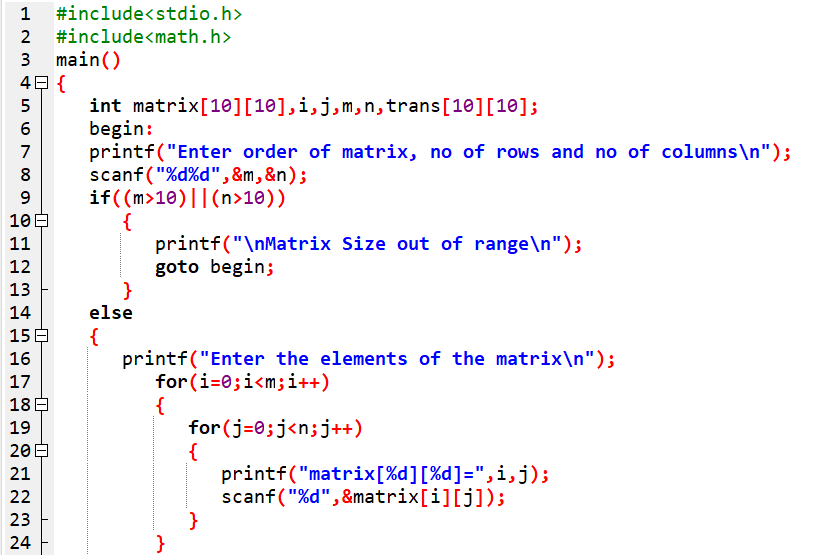 1 #include<stdio.h>
2 #include<math.h>
3 main()
4 {
5 int matrix[10][10],i,j,m,n,trans[10][10];
6 begin:
7 printf("Enter order of matrix, no of rows and no of columns\n");
8 scanf("%d%d",&m,&n);
9 if((m>10)||(n>10))
10 {
11 printf("\nMatrix Size out of range\n");
12 goto begin;
13 }
14 else
15 {
16 printf("Enter the elements of the matrix\n");
17 for(i=0;i<m;i++)
18 {
19 for(j=0;j<n;j++)
20 {
21 printf("matrix[%d][%d]=",i,j);
22 scanf("%d",&matrix[i][j]);
23 }
24 }